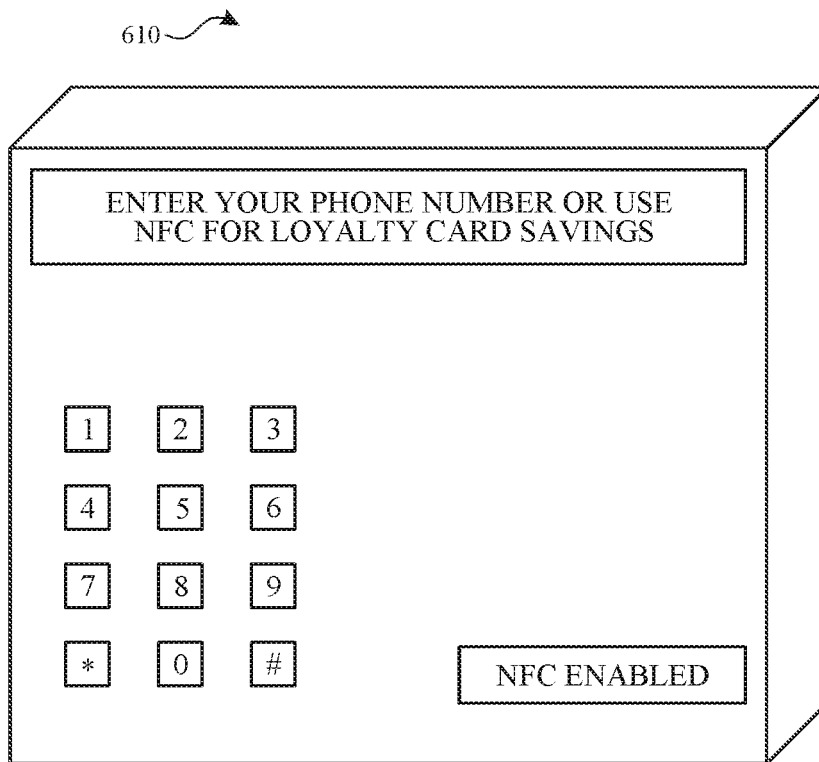 610
ENTER YOUR PHONE NUMBER OR USE
NFC FOR LOYALTY CARD SAVINGS
1 2 3
4 5 6
7 8 9
* 0 #
NFC ENABLED